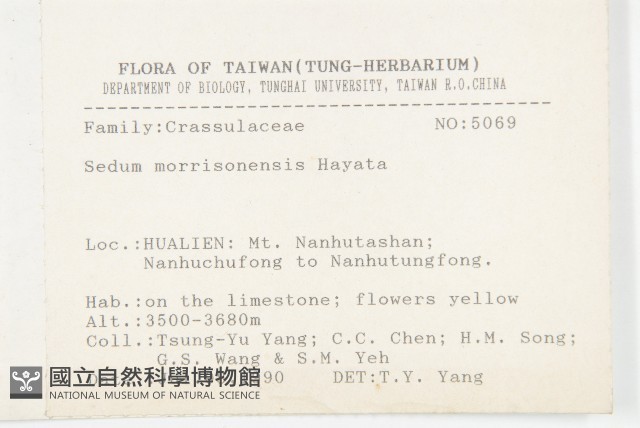 FLORA OF TAIWAN(TUNG-HERBARIUM)
DEPARTMENT OF BIOLOGY, TUNGHAI UNIVERSITY, TAIWAN R.O.CHINA
Family:Crassulaceae NO:5069
Sedum morrisonensis Hayata
Loc.:HUALIEN: Mt. Nanhutashan;
Nanhuchufong to Nanhutungfong.
Hab.:on the limestone; flowers yellow
Alt.:3500-3680m
Coll.:Tsung-Yu Yang; C.C. Chen; H.M. Song;
G.S. Wang & S.M. Yeh
90 DET:T.Y. Yang
國立自然科學博物館
NATIONAL MUSEUM OF NATURAL SCIENCE